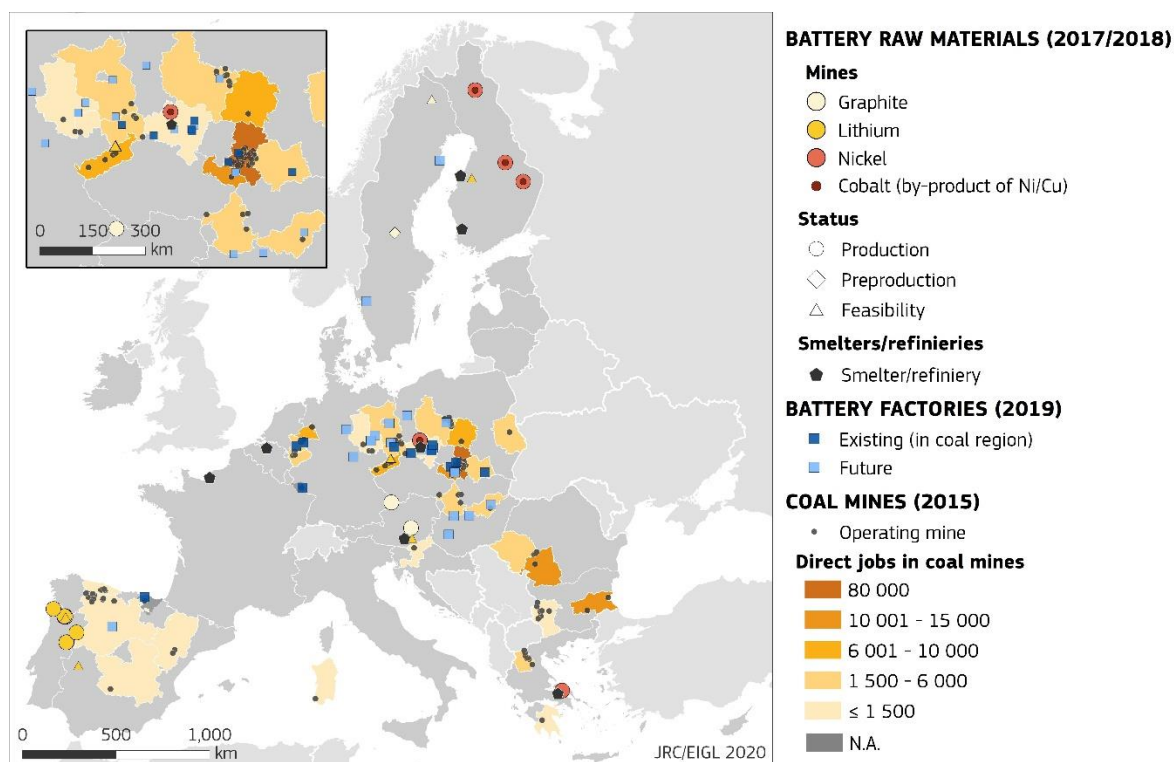 0 150 300
km
0 500 1,000
km
JRC/EIGL 2020
BATTERY RAW MATERIALS (2017/2018)
Mines
Graphite
Lithium
Nickel
Cobalt (by-product of Ni/Cu)
Status
Production
Preproduction
Feasibility
Smelters/refinieries
Smelter/refiniery
BATTERY FACTORIES (2019)
Existing (in coal region)
Future
COAL MINES (2015)
Operating mine
Direct jobs in coal mines
80 000
10 001 - 15 000
6 001 - 10 000
1 500 - 6 000
≤ 1 500
N.A.